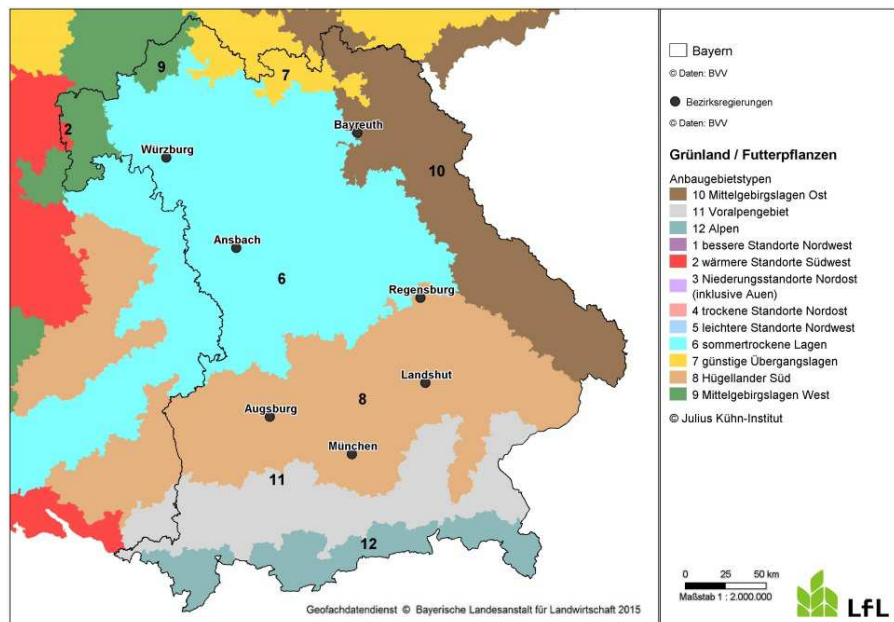 9
7
2
Bayreuth
Würzburg
10
Ansbach
6
Regensburg
Landshut
8
Augsburg
München
11
12
Geofachdatendienst © Bayerische Landesanstalt für Landwirtschaft 2015
Bayern
© Daten: BVV
Bezirksregierungen
© Daten: BVV
Grünland / Futterpflanzen
Anbaugebietstypen
10 Mittelgebirgslagen Ost
11 Voralpengebiet
12 Alpen
1 bessere Standorte Nordwest
2 wärmere Standorte Südwest
3 Niederungsstandorte Nordost
(inklusive Auen)
4 trockene Standorte Nordost
5 leichtere Standorte Nordwest
6 sommertrockene Lagen
7 günstige Übergangslagen
8 Hügellander Süd
9 Mittelgebirgslagen West
© Julius Kühn-Institut
0 25 50 km
Maßstab 1 : 2.000.000
LfL